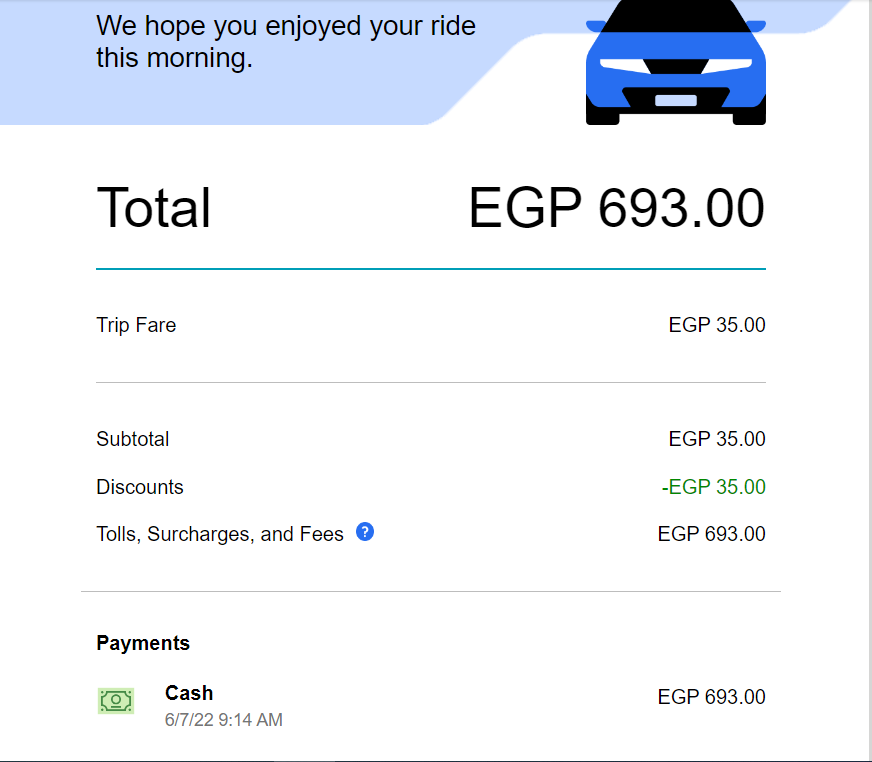 We hope you enjoyed your ride
this morning.
Total EGP 693.00
Trip Fare EGP 35.00
Subtotal EGP 35.00
Discounts -EGP 35.00
Tolls, Surcharges, and Fees ? EGP 693.00
Payments
Cash EGP 693.00
6/7/22 9:14 AM